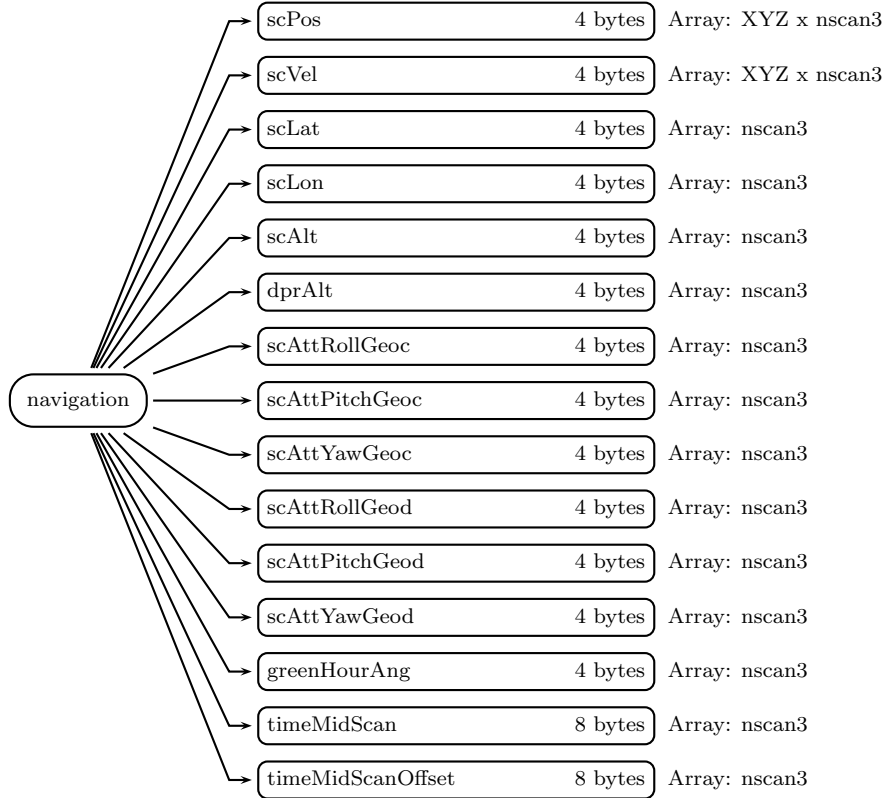 scPos 4 bytes Array: XYZ x nscan3
scVel 4 bytes Array: XYZ x nscan3
scLat 4 bytes Array: nscan3
scLon 4 bytes Array: nscan3
scAlt 4 bytes Array: nscan3
dprAlt 4 bytes Array: nscan3
scAttRollGeoc 4 bytes Array: nscan3
navigation scAttPitchGeoc 4 bytes Array: nscan3
scAttYawGeoc 4 bytes Array: nscan3
scAttRollGeod 4 bytes Array: nscan3
scAttPitchGeod 4 bytes Array: nscan3
scAttYawGeod 4 bytes Array: nscan3
greenHourAng 4 bytes Array: nscan3
timeMidScan 8 bytes Array: nscan3
timeMidScanOffset 8 bytes Array: nscan3